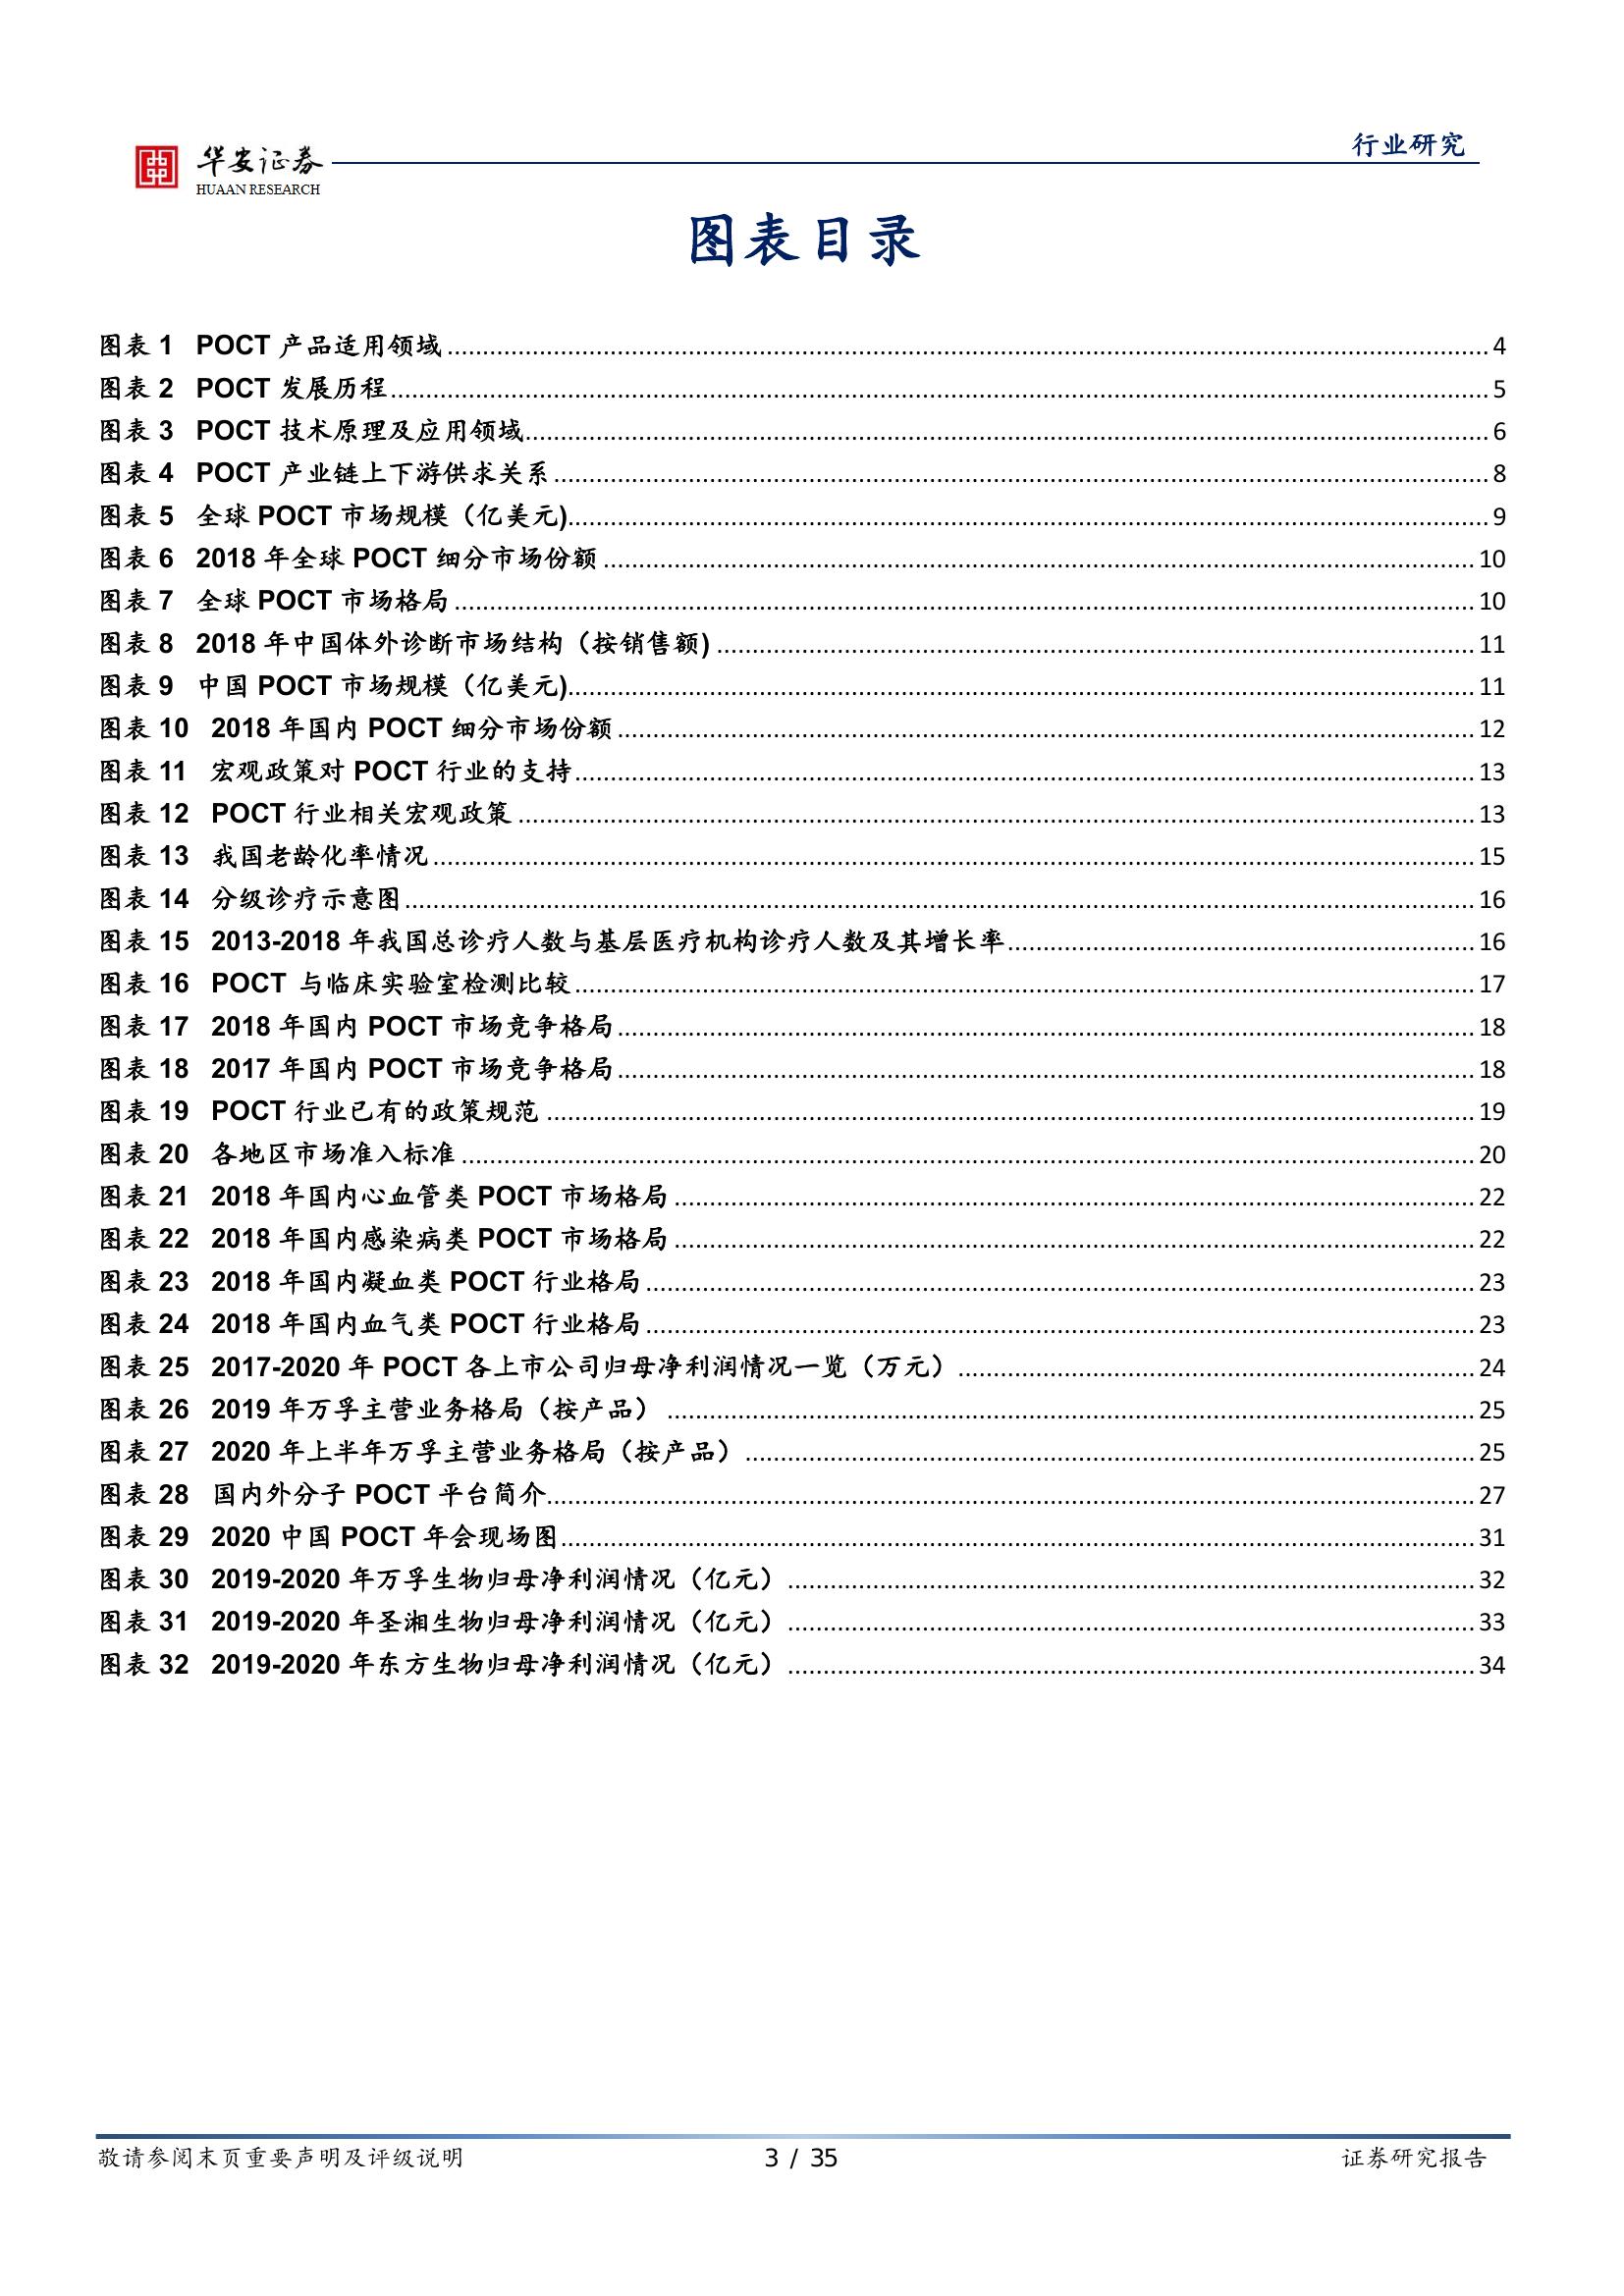 华安证券
HUAAN RESEARCH
行业研究
图表目录
图表 1 POCT 产品适用领域 4
图表 2 POCT 发展历程 5
图表 3 POCT 技术原理及应用领域 6
图表 4 POCT 产业链上下游供求关系 8
图表 5 全球 POCT 市场规模（亿美元) 9
图表 6 2018 年全球 POCT 细分市场份额 10
图表 7 全球 POCT 市场格局 10
图表 8 2018 年中国体外诊断市场结构（按销售额) 11
图表 9 中国 POCT 市场规模（亿美元) 11
图表 10 2018 年国内 POCT 细分市场份额 12
图表 11 宏观政策对 POCT 行业的支持 13
图表 12 POCT 行业相关宏观政策 13
图表 13 我国老龄化率情况 15
图表 14 分级诊疗示意图 16
图表 15 2013-2018 年我国总诊疗人数与基层医疗机构诊疗人数及其增长率 16
图表 16 POCT 与临床实验室检测比较 17
图表 17 2018 年国内 POCT 市场竞争格局 18
图表 18 2017 年国内 POCT 市场竞争格局 18
图表 19 POCT 行业已有的政策规范 19
图表 20 各地区市场准入标准 20
图表 21 2018 年国内心血管类 POCT 市场格局 22
图表 22 2018 年国内感染病类 POCT 市场格局 22
图表 23 2018 年国内凝血类 POCT 行业格局 23
图表 24 2018 年国内血气类 POCT 行业格局 23
图表 25 2017-2020 年 POCT 各上市公司归母净利润情况一览（万元） 24
图表 26 2019 年万孚主营业务格局（按产品） 25
图表 27 2020 年上半年万孚主营业务格局（按产品） 25
图表 28 国内外分子 POCT 平台简介 27
图表 29 2020 中国 POCT 年会现场图 31
图表 30 2019-2020 年万孚生物归母净利润情况（亿元） 32
图表 31 2019-2020 年圣湘生物归母净利润情况（亿元） 33
图表 32 2019-2020 年东方生物归母净利润情况（亿元） 34
敬请参阅末页重要声明及评级说明 3 / 35 证券研究报告